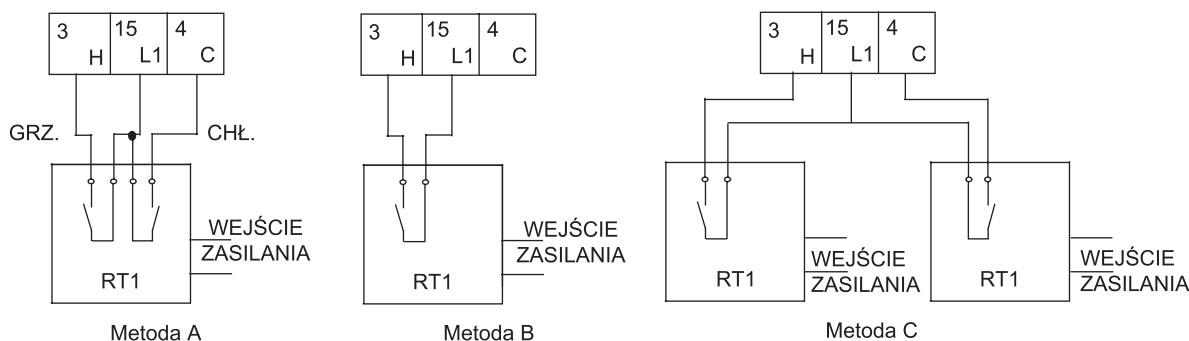 3 15 4
H L1 C
GRZ. CHŁ.
WEJŚCIE
ZASILANIA
RT1
Metoda A
3 15 4
H L1 C
WEJŚCIE
ZASILANIA
RT1
Metoda B
3 15 4
H L1 C
WEJŚCIE
ZASILANIA
RT1
WEJŚCIE
ZASILANIA
RT1
Metoda C